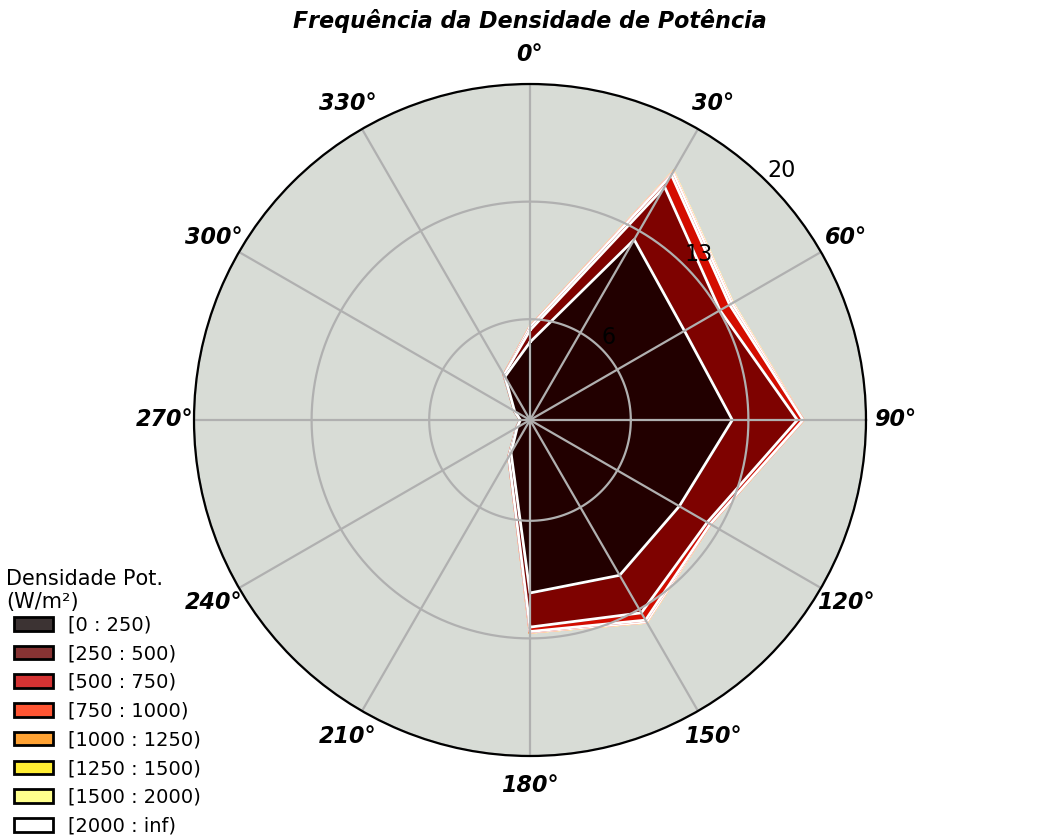 Frequência da Densidade de Potência
0°
330°
30°
20
300°
60°
13
6
270°
90°
240°
120°
210°
150°
180°
Densidade Pot.
(W/m²)
[0 : 250)
[250 : 500)
[500 : 750)
[750 : 1000)
[1000 : 1250)
[1250 : 1500)
[1500 : 2000)
[2000 : inf)